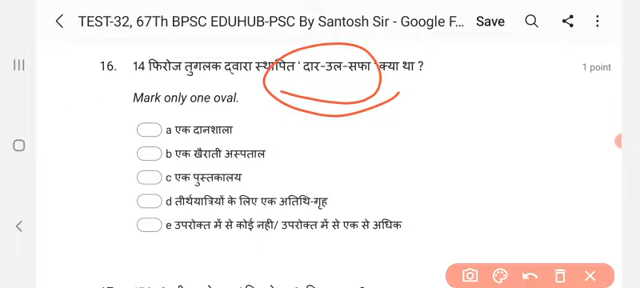 TEST-32, 67Th BPSC EDUHUB-PSC By Santosh Sir - Google F... Save
16. 14 फिरोज तुगलक द्वारा स्थापित ' दार-उल-सफा ' क्या था ? 1 point
Mark only one oval.
a एक दानशाला
b एक खैराती अस्पताल
c एक पुस्तकालय
d तीर्थयात्रियों के लिए एक अतिथि-गृह
e उपरोक्त में से कोई नही/ उपरोक्त में से एक से अधिक